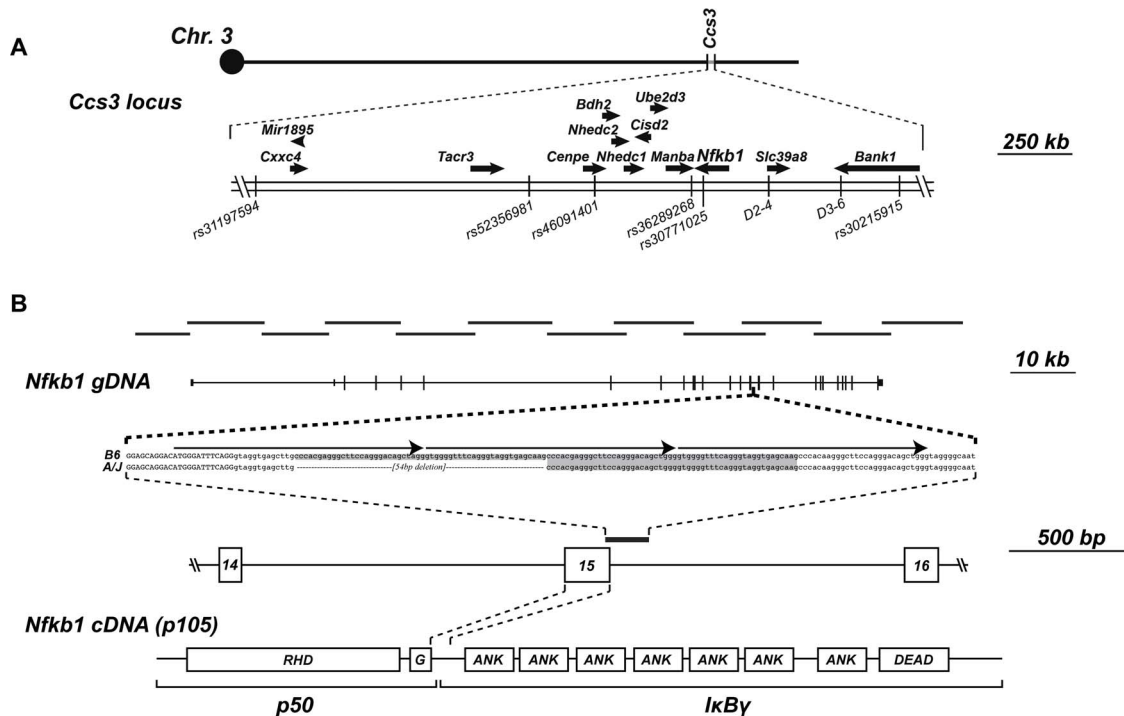 A
Chr. 3
Ccs3
Ccs3 locus
250 kb
Bdh2 Ube2d3
Mir1895 Nhedc2 Cisd2
Cxxc4 Tacr3 Cenpe Nhedc1 Manba Nfkb1 Slc39a8 Bank1
rs31197594 rs52356981 rs46091401 rs36289268 rs30771025 D2-4 D3-6 rs30215915
B
10 kb
Nfkb1 gDNA
B6 GGAGCAGGACATGGGATTTCAGGgtaggtgagcttgcccacgagggcttccagggacagccagggtggggtttcagggtaggtgagcaag
A/J GGAGCAGGACATGGGATTTCAGGgtaggtgagcttg [54bp deletion]
500 bp
14 15 16
Nfkb1 cDNA (p105)
RHD G ANK ANK ANK ANK ANK ANK ANK DEAD
p50 IκBγ